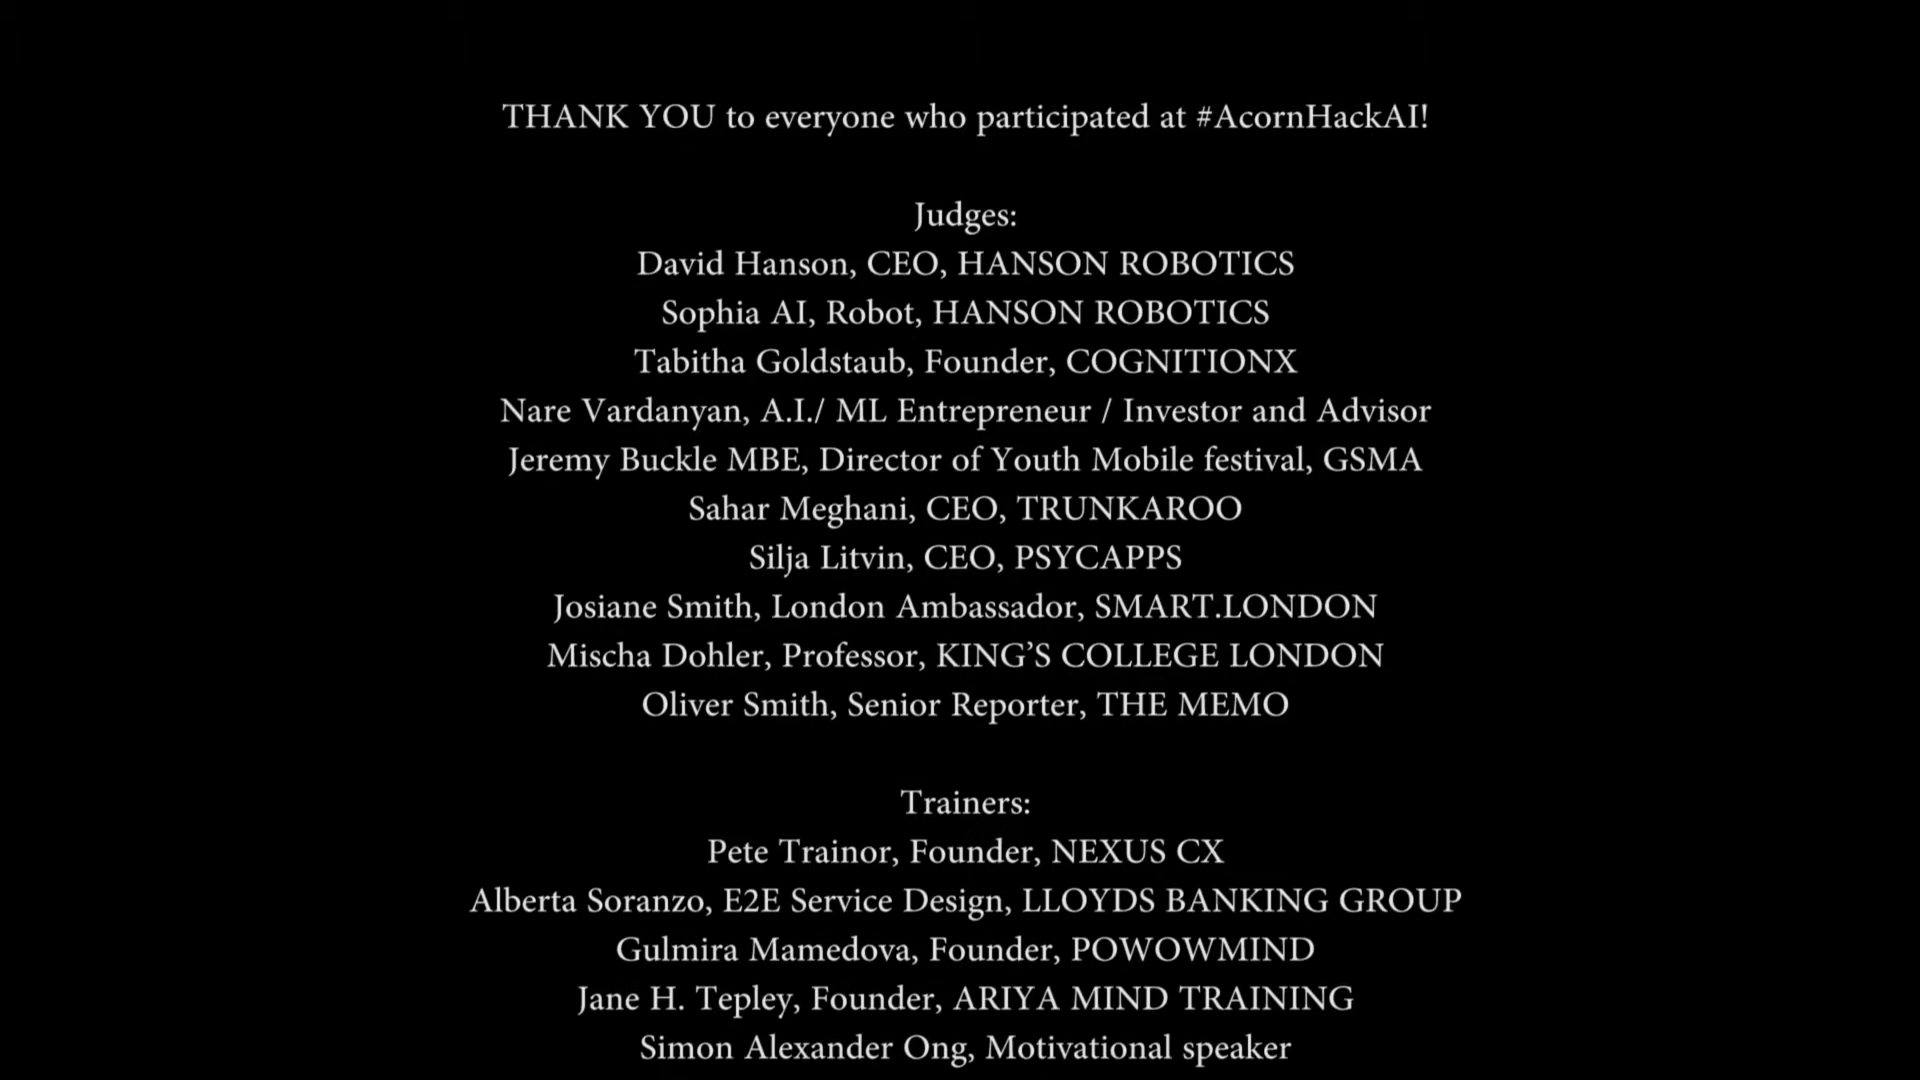 THANK YOU to everyone who participated at #AcornHackAI!
Judges:
David Hanson, CEO, HANSON ROBOTICS
Sophia AI, Robot, HANSON ROBOTICS
Tabitha Goldstaub, Founder, COGNITIONX
Nare Vardanyan, A.I./ ML Entrepreneur / Investor and Advisor
Jeremy Buckle MBE, Director of Youth Mobile festival, GSMA
Sahar Meghani, CEO, TRUNKAROO
Silja Litvin, CEO, PSYCAPPS
Josiane Smith, London Ambassador, SMART.LONDON
Mischa Dohler, Professor, KING’S COLLEGE LONDON
Oliver Smith, Senior Reporter, THE MEMO
Trainers:
Pete Trainor, Founder, NEXUS CX
Alberta Soranzo, E2E Service Design, LLOYDS BANKING GROUP
Gulmira Mamedova, Founder, POWOWMIND
Jane H. Tepley, Founder, ARIYA MIND TRAINING
Simon Alexander Ong, Motivational speaker